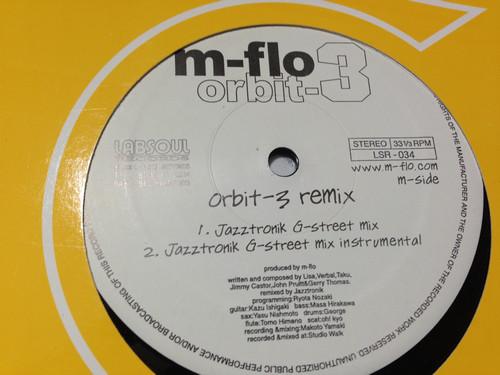 m-flo
orbit-3
LABSOUL
STEREO 33 1/3 RPM
LSR-034
www.m-flo.com
m-side
orbit-3 remix
1. Jazztronik G-street mix
2. Jazztronik G-street mix instrumental
produced by m-flo
written and composed by Lisa,Verbal,Taku,
Jimmy Castor,John Pruitt&Gerry Thomas.
remixed by Jazztronik
programming:Ryota Nozaki
guitar:Kazu Ishigaki bass:Masa Hirakawa
sax:Yasu Nishmoto drums:George
flute:Tomo Himeno scat:oh! kyo
recording &mixing:Makoto Yamaki
recorded &mixed at:Studio Walk
RIGHTS OF THE MANUFACTURER AND THE OWNER OF THE RECORDED WORK RESERVED UNAUTHORIZED PUBLIC PERFORMANCE AND/OR BROADCASTING OF THIS RECORD